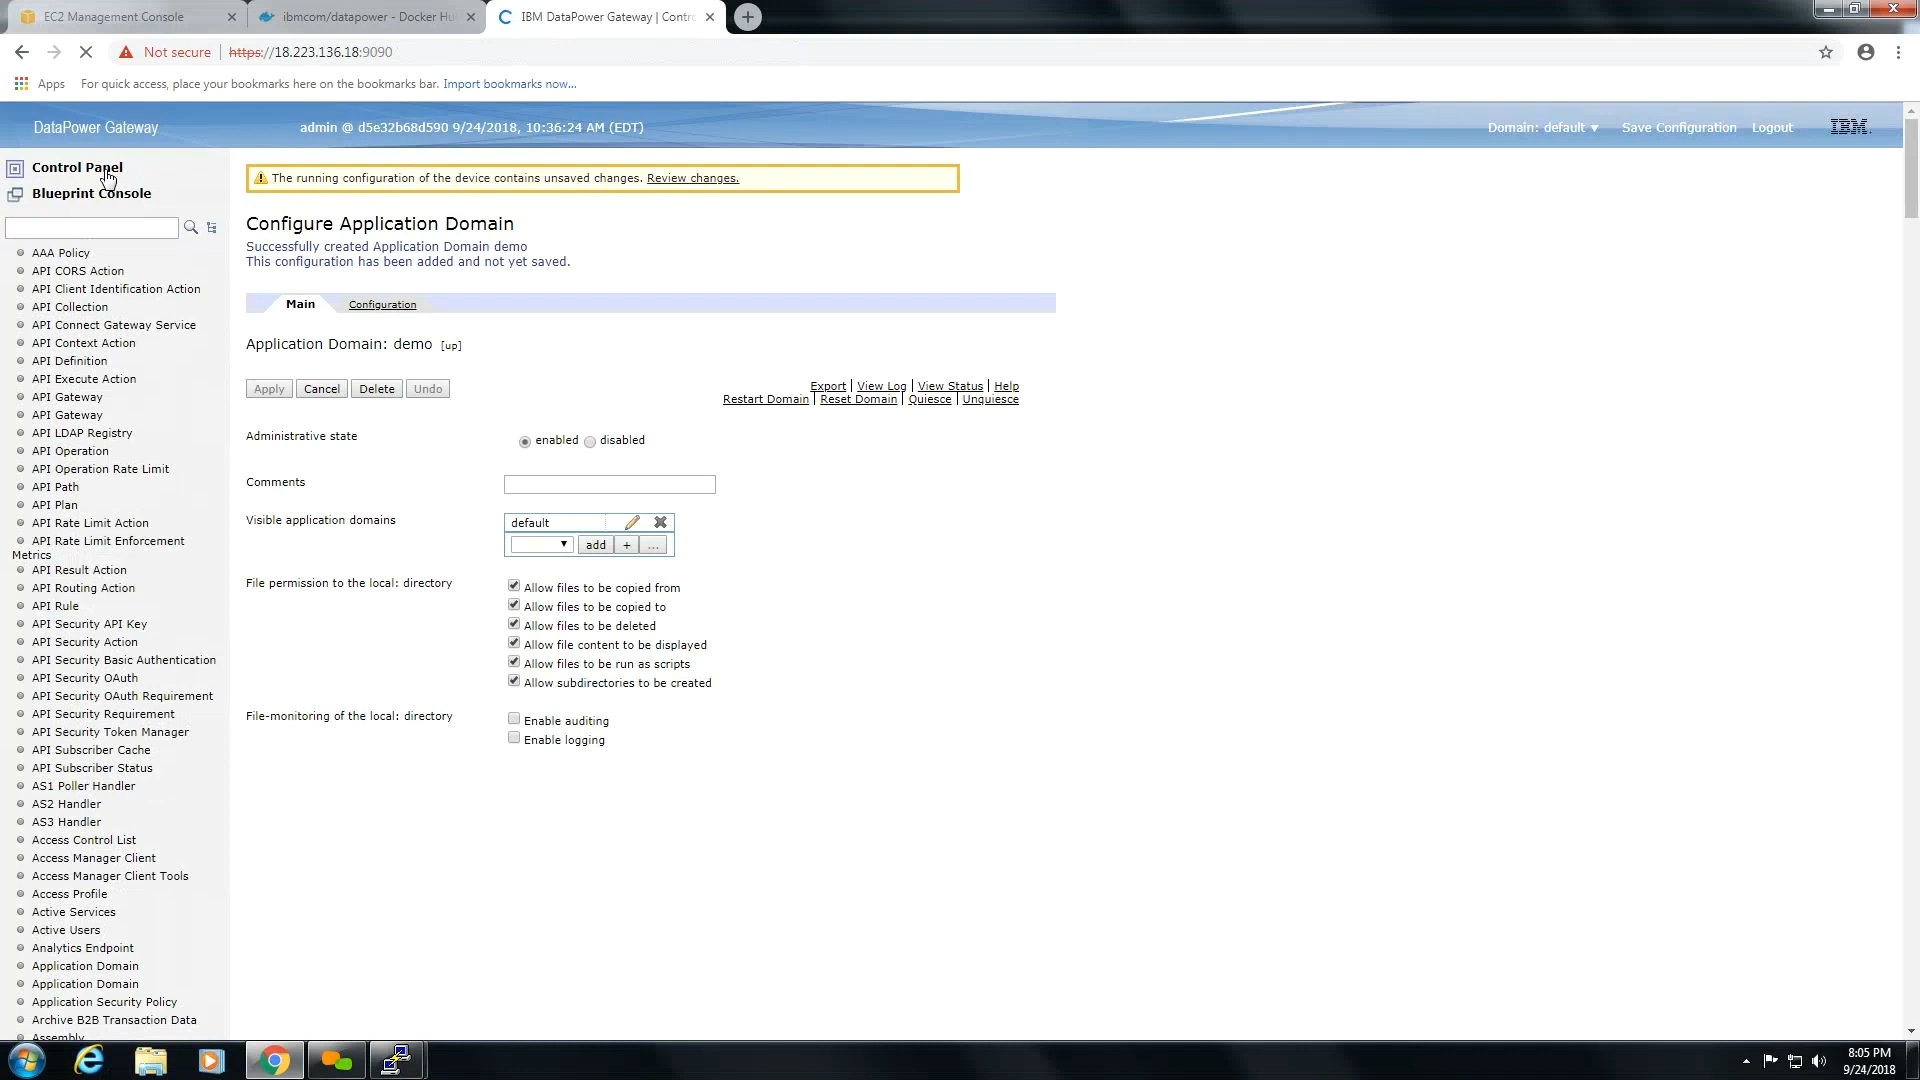 EC2 Management Console
ibmcom/datapower - Docker Hu
IBM DataPower Gateway | Contro
Not secure
https://18.223.136.18:9090
Apps
For quick access, place your bookmarks here on the bookmarks bar. Import bookmarks now...
DataPower Gateway
admin @ d5e32b68d590 9/24/2018, 10:36:24 AM (EDT)
Domain: default
Save Configuration
Logout
IBM.
Control Panel
Blueprint Console
AAA Policy
API CORS Action
API Client Identification Action
API Collection
API Connect Gateway Service
API Context Action
API Definition
API Execute Action
API Gateway
API Gateway
API LDAP Registry
API Operation
API Operation Rate Limit
API Path
API Plan
API Rate Limit Action
API Rate Limit Enforcement
Metrics
API Result Action
API Routing Action
API Rule
API Security API Key
API Security Action
API Security Basic Authentication
API Security OAuth
API Security OAuth Requirement
API Security Requirement
API Security Token Manager
API Subscriber Cache
API Subscriber Status
AS1 Poller Handler
AS2 Handler
AS3 Handler
Access Control List
Access Manager Client
Access Manager Client Tools
Access Profile
Active Services
Active Users
Analytics Endpoint
Application Domain
Application Domain
Application Security Policy
Archive B2B Transaction Data
Assembly
The running configuration of the device contains unsaved changes. Review changes.
Configure Application Domain
Successfully created Application Domain demo
This configuration has been added and not yet saved.
Main
Configuration
Application Domain: demo [up]
Apply
Cancel
Delete
Undo
Export | View Log | View Status | Help
Restart Domain | Reset Domain | Quiesce | Unquiesce
Administrative state
enabled
disabled
Comments
Visible application domains
default
add
+
...
File permission to the local: directory
Allow files to be copied from
Allow files to be copied to
Allow files to be deleted
Allow file content to be displayed
Allow files to be run as scripts
Allow subdirectories to be created
File-monitoring of the local: directory
Enable auditing
Enable logging
8:05 PM
9/24/2018